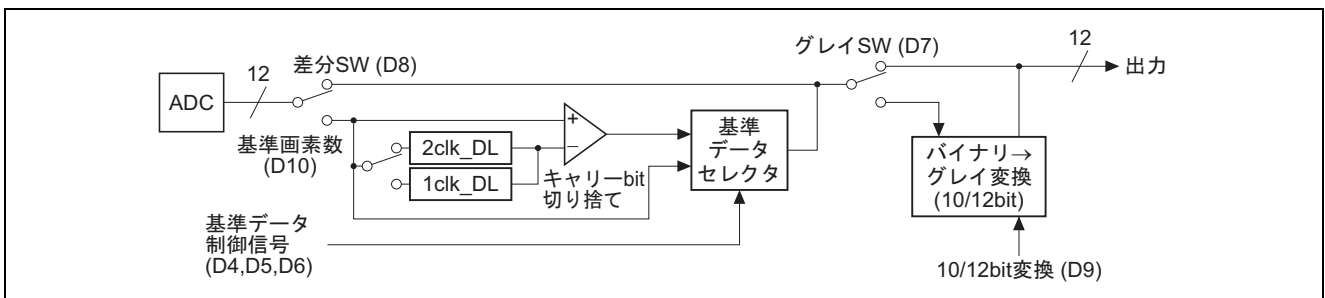 ADC
12
差分SW (D8)
基準画素数
(D10)
2clk_DL
1clk_DL
+
−
キャリーbit
切り捨て
基準
データ
セレクタ
基準データ
制御信号
(D4,D5,D6)
グレイSW (D7)
12
出力
バイナリ→
グレイ変換
(10/12bit)
10/12bit変換 (D9)